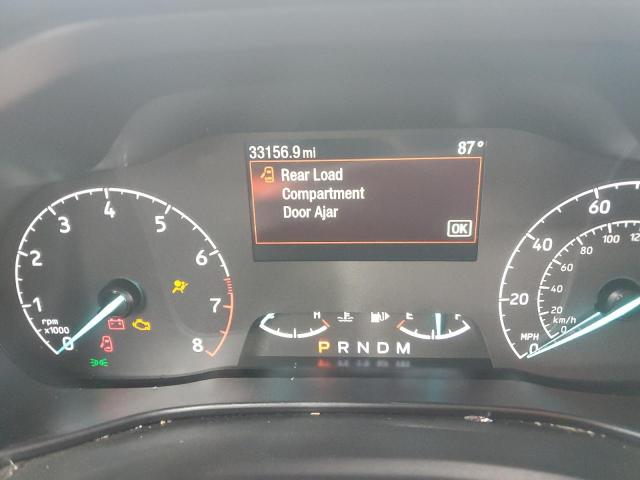 33156.9 mi 87°
Rear Load
Compartment
Door Ajar
OK
1 2 3 4 5 6 7 8
rpm
x1000
H E F
P R N D M
0 20 40 60
MPH
0 20 40 60 80 100 12
km/h